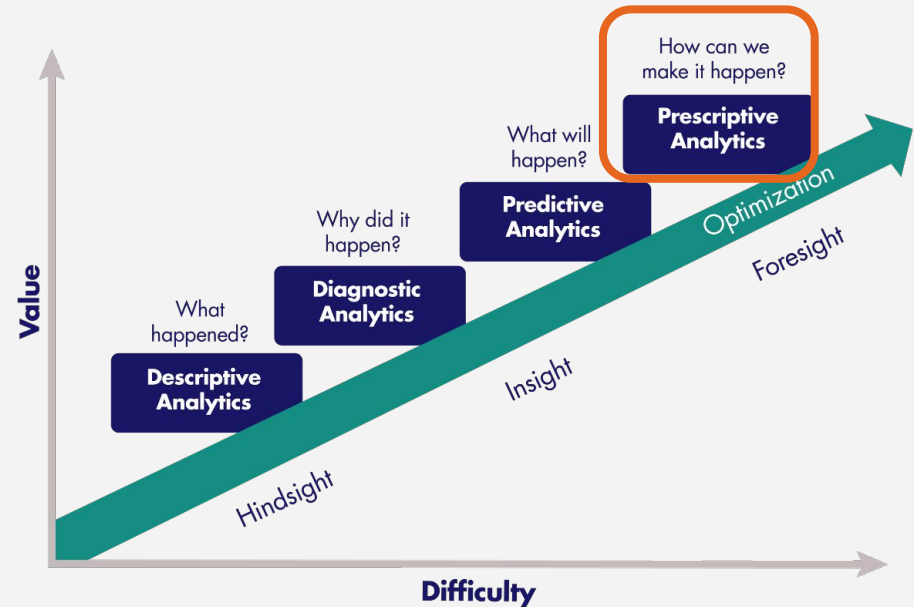 How can we
make it happen?
Prescriptive
Analytics
What will
happen?
Predictive
Analytics
Why did it
happen?
Diagnostic
Analytics
What
happened?
Descriptive
Analytics
Optimization
Foresight
Insight
Hindsight
Value
Difficulty